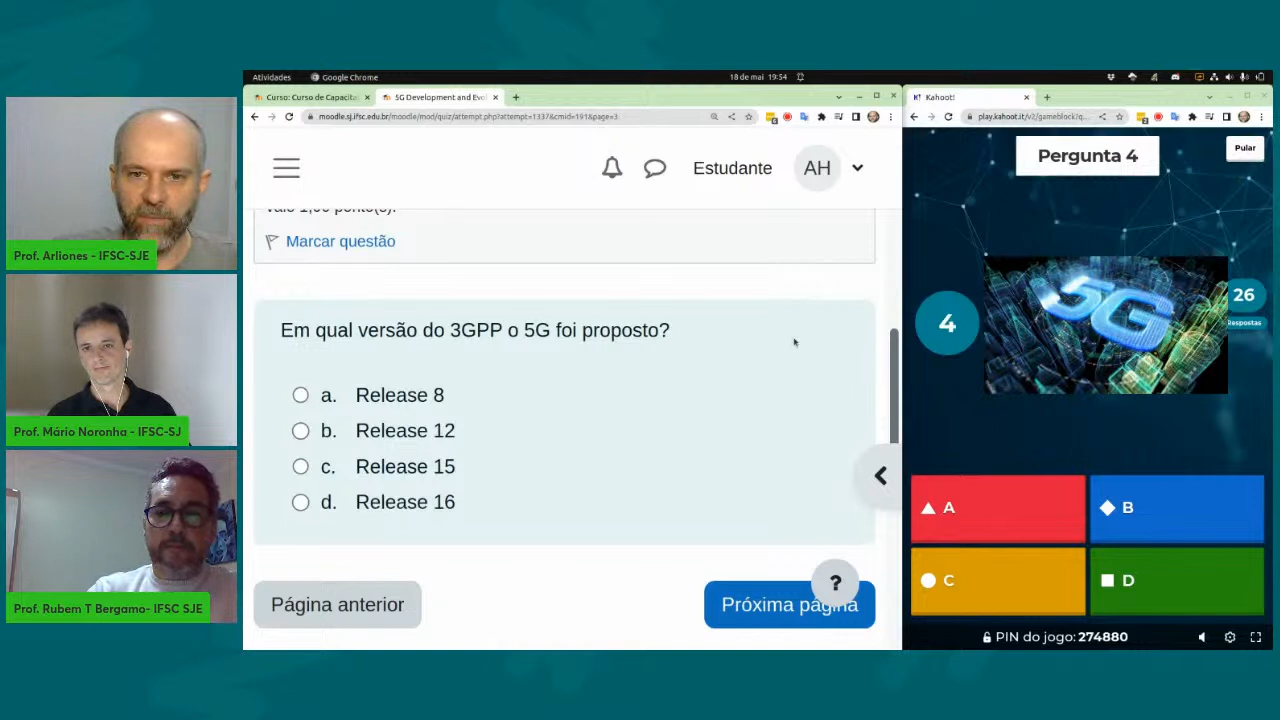 Prof. Arliones - IFSC-SJE
Prof. Mário Noronha - IFSC-SJ
Prof. Rubem T Bergamo- IFSC SJE
Atividades
Google Chrome
18 de mai 19:54
Curso: Curso de Capacita
5G Development and Evol
moodle.sj.ifsc.edu.br/moodle/mod/quiz/attempt.php?attempt=1337&cmid=191&page=3
Estudante
AH
Marcar questão
Em qual versão do 3GPP o 5G foi proposto?
a. Release 8
b. Release 12
c. Release 15
d. Release 16
Página anterior
Próxima página
?
K! Kahoot!
play.kahoot.it/v2/gameblock?q...
Pergunta 4
Pular
4
5G
26
Respostas
A
B
C
D
PIN do jogo: 274880